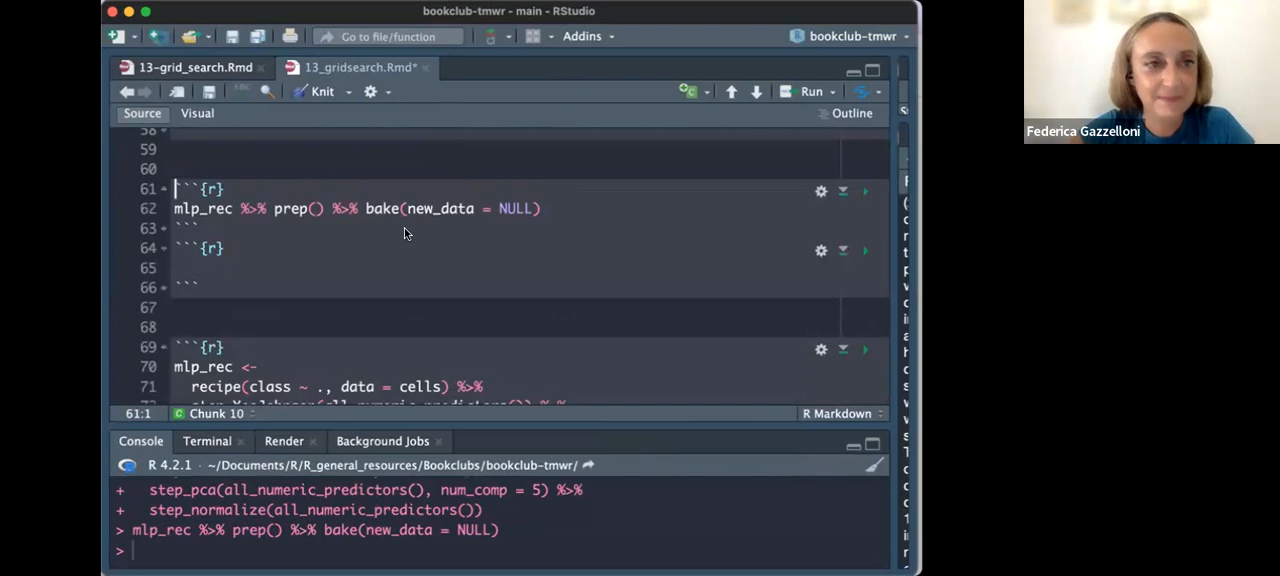 bookclub-tmwr - main - RStudio
Go to file/function
Addins
bookclub-tmwr
13-grid_search.Rmd
13_gridsearch.Rmd*
Knit
Run
Source
Visual
Outline
58
59
60
61 ```{r}
62 mlp_rec %>% prep() %>% bake(new_data = NULL)
63 ```
64 ```{r}
65
66 ```
67
68
69 ```{r}
70 mlp_rec <-
71 recipe(class ~ ., data = cells) %>%
61:1
Chunk 10
R Markdown
Console
Terminal
Render
Background Jobs
R 4.2.1 · ~/Documents/R/R_general_resources/Bookclubs/bookclub-tmwr/
+ step_pca(all_numeric_predictors(), num_comp = 5) %>%
+ step_normalize(all_numeric_predictors())
> mlp_rec %>% prep() %>% bake(new_data = NULL)
>
Federica Gazzelloni